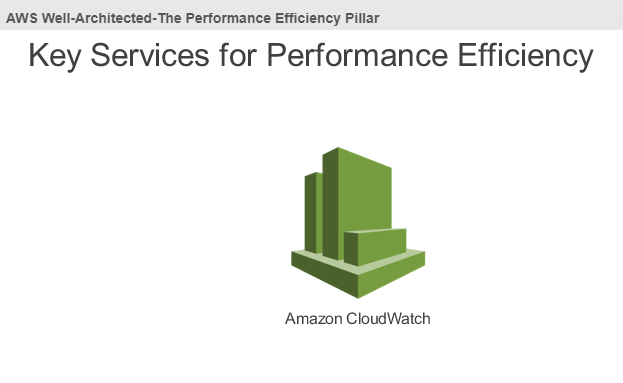 AWS Well-Architected-The Performance Efficiency Pillar
Key Services for Performance Efficiency
Amazon CloudWatch